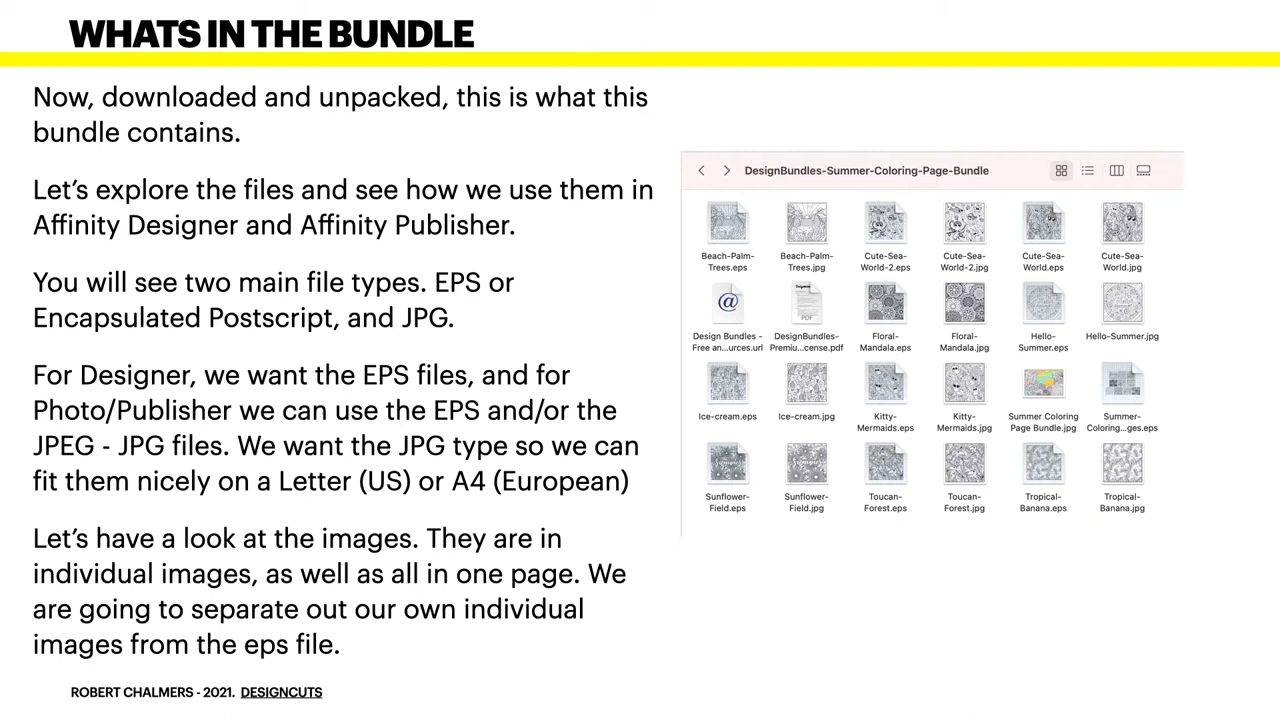 WHATS IN THE BUNDLE
Now, downloaded and unpacked, this is what this
bundle contains.
Let’s explore the files and see how we use them in
Affinity Designer and Affinity Publisher.
You will see two main file types. EPS or
Encapsulated Postscript, and JPG.
For Designer, we want the EPS files, and for
Photo/Publisher we can use the EPS and/or the
JPEG - JPG files. We want the JPG type so we can
fit them nicely on a Letter (US) or A4 (European)
Let’s have a look at the images. They are in
individual images, as well as all in one page. We
are going to separate out our own individual
images from the eps file.
DesignBundles-Summer-Coloring-Page-Bundle
Beach-Palm-
Trees.eps
Beach-Palm-
Trees.jpg
Cute-Sea-
World-2.eps
Cute-Sea-
World-2.jpg
Cute-Sea-
World.eps
Cute-Sea-
World.jpg
@
PDF
Design Bundles -
Free an...urces.url
DesignBundles-
Premiu...cense.pdf
Floral-
Mandala.eps
Floral-
Mandala.jpg
Hello-
Summer.eps
Hello-Summer.jpg
Ice-cream.eps
Ice-cream.jpg
Kitty-
Mermaids.eps
Kitty-
Mermaids.jpg
Summer Coloring
Page Bundle.jpg
Summer-
Coloring...ges.eps
Sunflower-
Field.eps
Sunflower-
Field.jpg
Toucan-
Forest.eps
Toucan-
Forest.jpg
Tropical-
Banana.eps
Tropical-
Banana.jpg
ROBERT CHALMERS - 2021. DESIGNCUTS